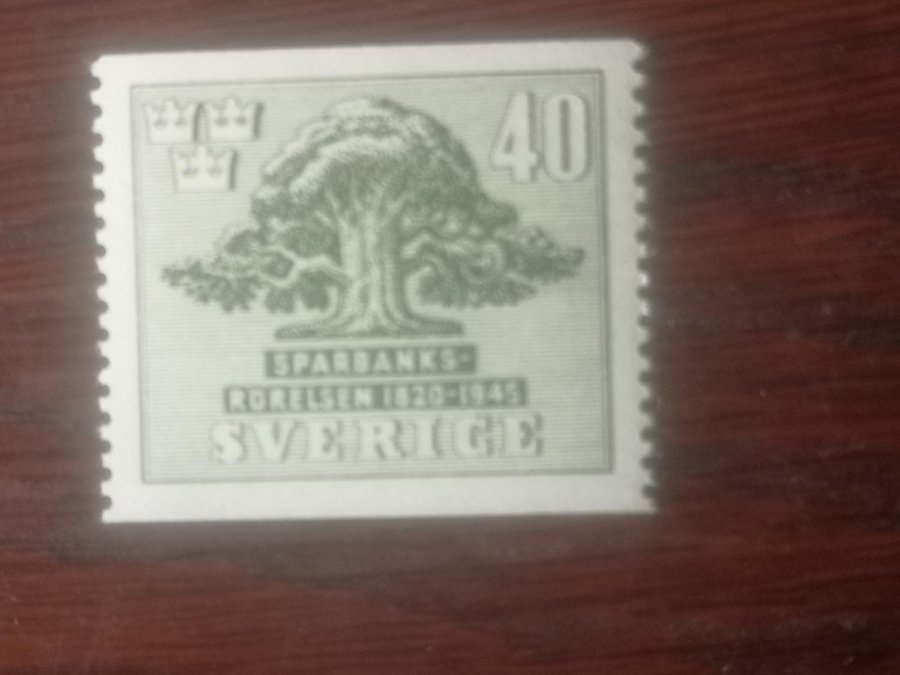 40
SPARBANKS-
RÖRELSEN 1820-1945
SVERIGE